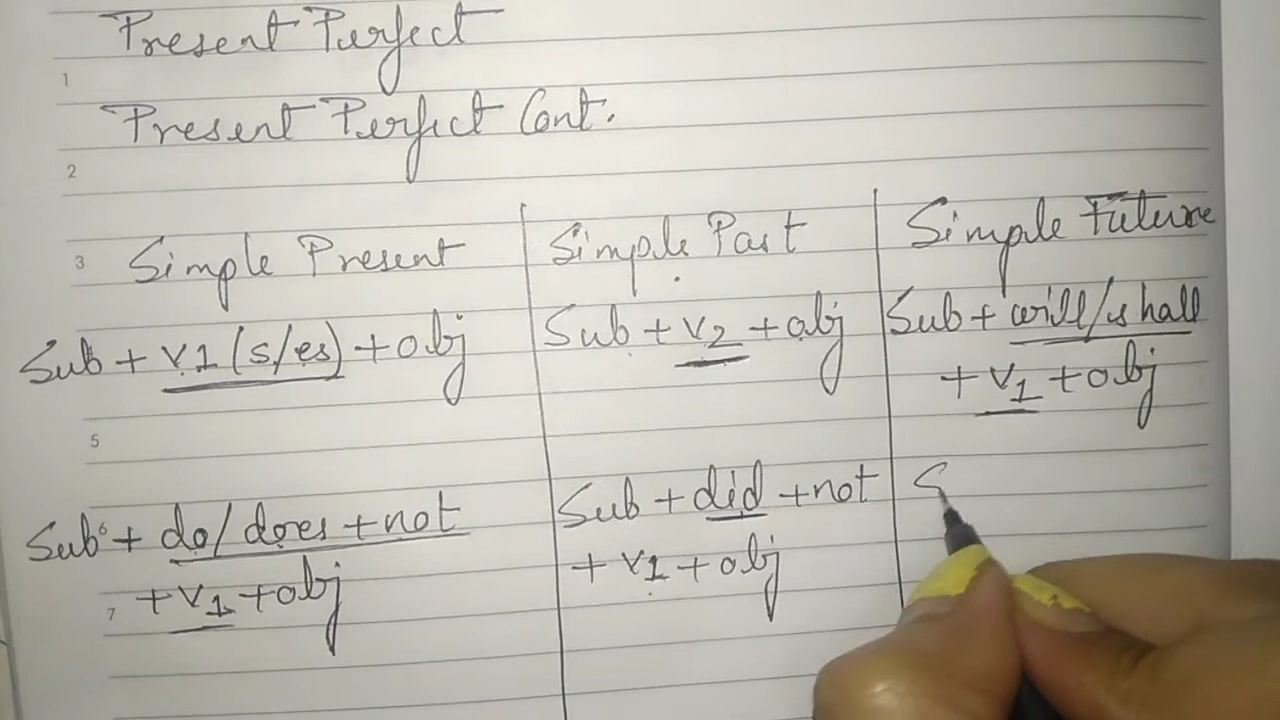 Present Perfect
1
Present Perfect Cont.
2
3
Simple Present
Sub + V1 (s/es) + obj
5
Sub + do/does + not
7
+ V1 + obj
Simple Past
Sub + V2 + obj
Sub + did + not
+ V1 + obj
Simple Future
Sub + will/shall
+ V1 + obj
S